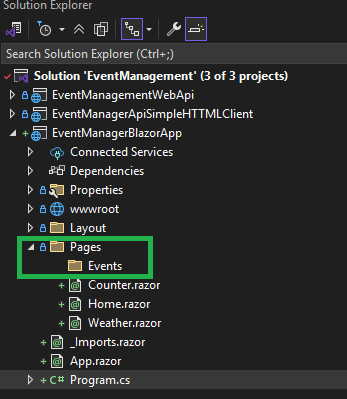 Solution Explorer
Search Solution Explorer (Ctrl+;)
Solution 'EventManagement' (3 of 3 projects)
EventManagementWebApi
EventManagerApiSimpleHTMLClient
EventManagerBlazorApp
Connected Services
Dependencies
Properties
wwwroot
Layout
Pages
Events
Counter.razor
Home.razor
Weather.razor
_Imports.razor
App.razor
C# Program.cs